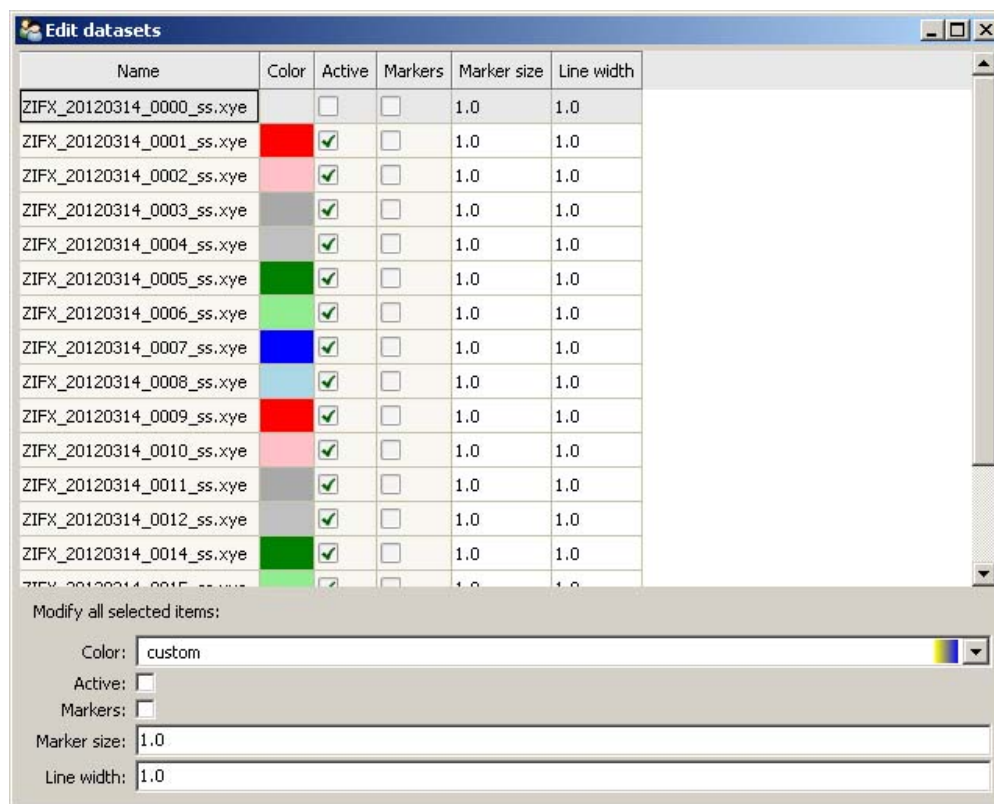 Edit datasets
Name Color Active Markers Marker size Line width
ZIFX_20120314_0000_ss.xye 1.0 1.0
ZIFX_20120314_0001_ss.xye 1.0 1.0
ZIFX_20120314_0002_ss.xye 1.0 1.0
ZIFX_20120314_0003_ss.xye 1.0 1.0
ZIFX_20120314_0004_ss.xye 1.0 1.0
ZIFX_20120314_0005_ss.xye 1.0 1.0
ZIFX_20120314_0006_ss.xye 1.0 1.0
ZIFX_20120314_0007_ss.xye 1.0 1.0
ZIFX_20120314_0008_ss.xye 1.0 1.0
ZIFX_20120314_0009_ss.xye 1.0 1.0
ZIFX_20120314_0010_ss.xye 1.0 1.0
ZIFX_20120314_0011_ss.xye 1.0 1.0
ZIFX_20120314_0012_ss.xye 1.0 1.0
ZIFX_20120314_0014_ss.xye 1.0 1.0
Modify all selected items:
Color: custom
Active:
Markers:
Marker size: 1.0
Line width: 1.0